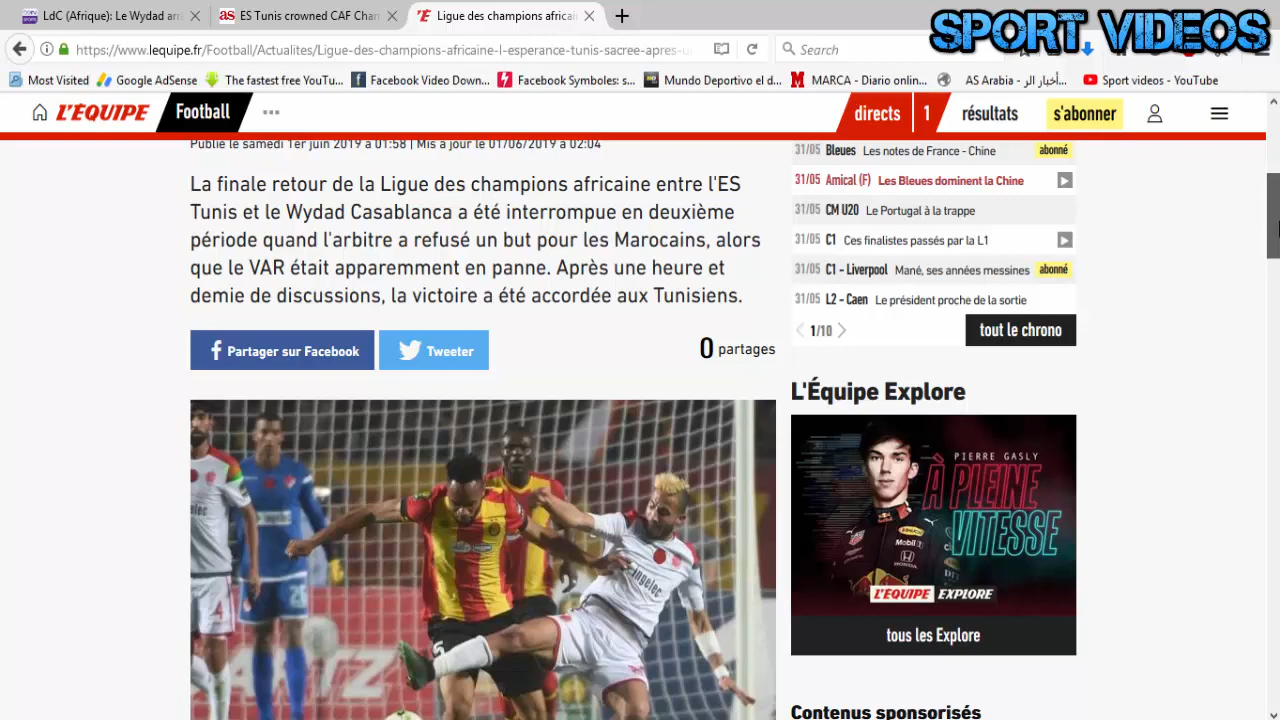 LdC (Afrique): Le Wydad arra
ES Tunis crowned CAF Cham
Ligue des champions africai
SPORT VIDEOS
https://www.lequipe.fr/Football/Actualites/Ligue-des-champions-africaine-l-esperance-tunis-sacree-apres-u
Search
Most Visited
Google AdSense
The fastest free YouT...
Facebook Video Down...
Facebook Symboles: s...
Mundo Deportivo el d...
MARCA - Diario online...
AS Arabia - أخبار الر...
Sport videos - YouTube
L'ÉQUIPE
Football
directs
1
résultats
s'abonner
Publié le samedi 1er juin 2019 à 01:58 | Mis à jour le 01/06/2019 à 02:04
La finale retour de la Ligue des champions africaine entre l'ES
Tunis et le Wydad Casablanca a été interrompue en deuxième
période quand l'arbitre a refusé un but pour les Marocains, alors
que le VAR était apparemment en panne. Après une heure et
demie de discussions, la victoire a été accordée aux Tunisiens.
Partager sur Facebook
Tweeter
0 partages
31/05 Bleues Les notes de France - Chine abonné
31/05 Amical (F) Les Bleues dominent la Chine
31/05 CM U20 Le Portugal à la trappe
31/05 C1 Ces finalistes passés par la L1
31/05 C1 - Liverpool Mané, ses années messines abonné
31/05 L2 - Caen Le président proche de la sortie
1/10
tout le chrono
L'Équipe Explore
PIERRE GASLY
À PLEINE
VITESSE
Mobil
HONDA
L'ÉQUIPE EXPLORE
tous les Explore
Contenus sponsorisés